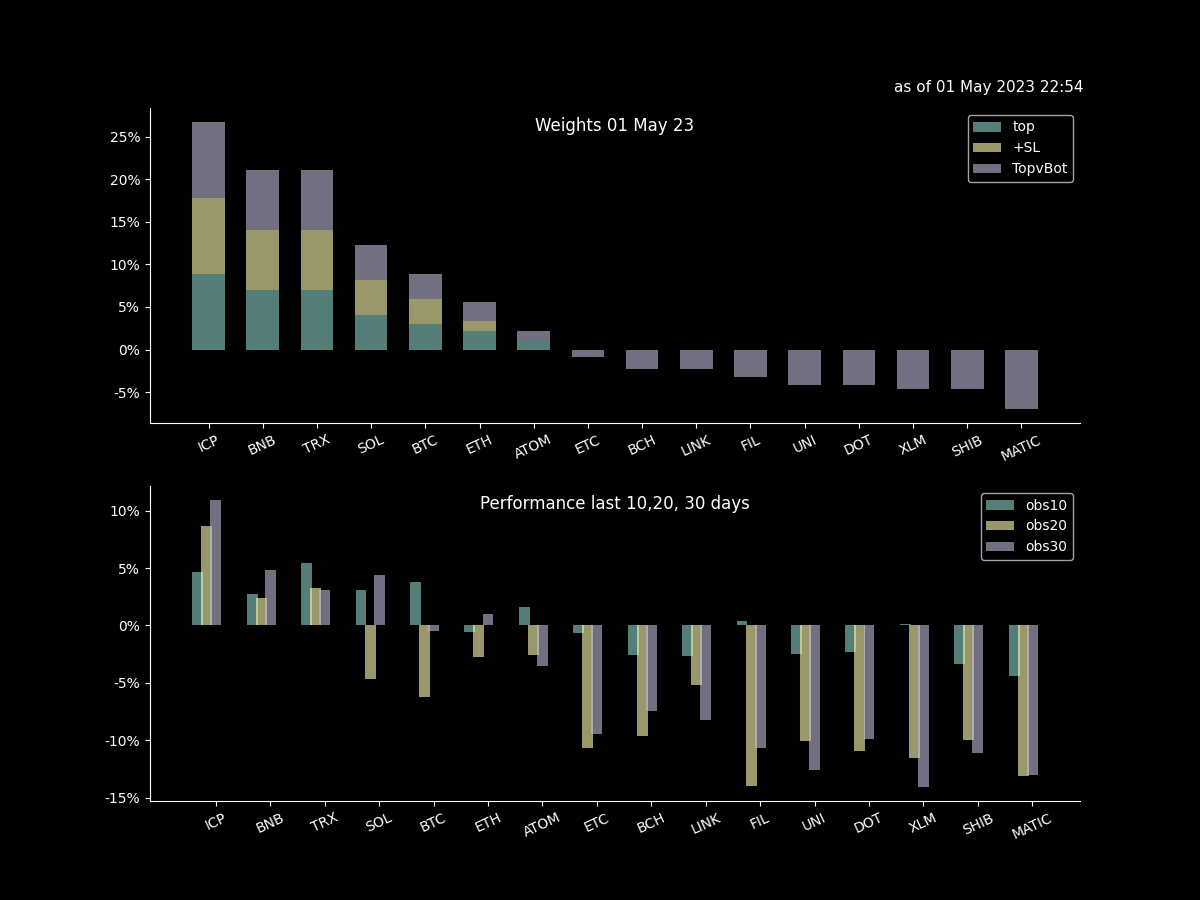 as of 01 May 2023 22:54
Weights 01 May 23
top
+SL
TopvBot
25%
20%
15%
10%
5%
0%
-5%
ICP BNB TRX SOL BTC ETH ATOM ETC BCH LINK FIL UNI DOT XLM SHIB MATIC
Performance last 10,20, 30 days
obs10
obs20
obs30
10%
5%
0%
-5%
-10%
-15%
ICP BNB TRX SOL BTC ETH ATOM ETC BCH LINK FIL UNI DOT XLM SHIB MATIC